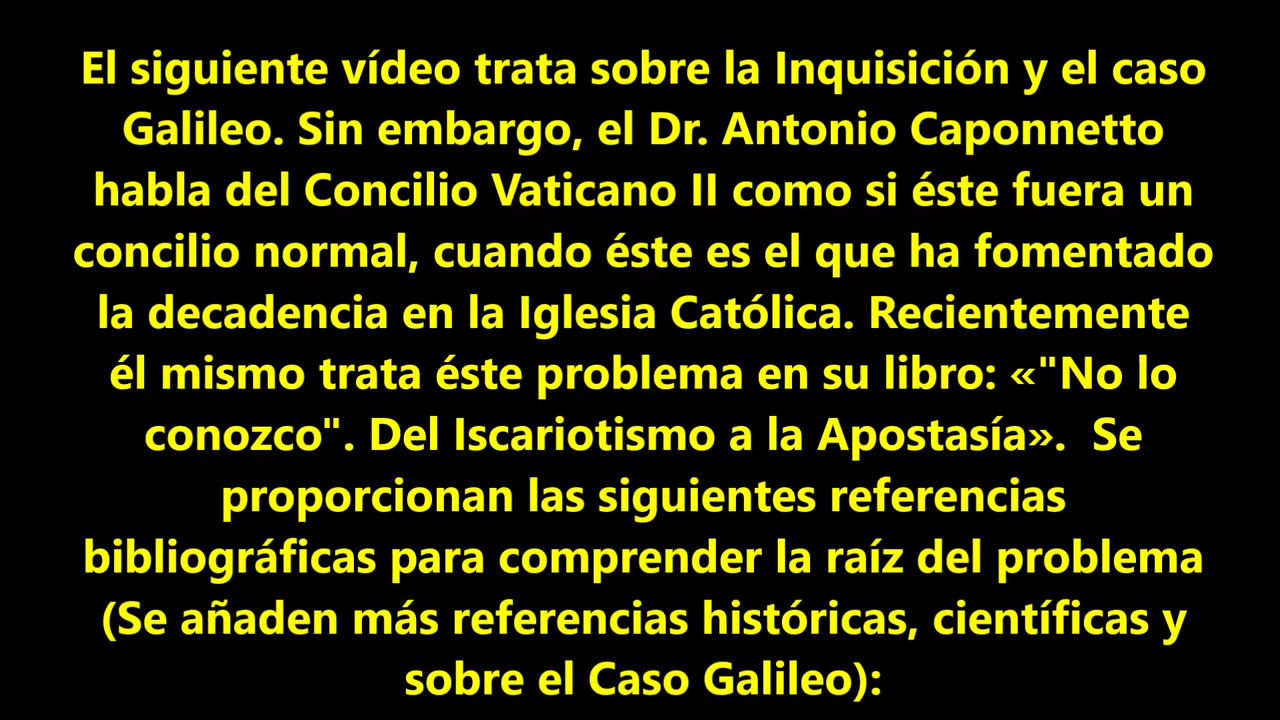 El siguiente vídeo trata sobre la Inquisición y el caso
Galileo. Sin embargo, el Dr. Antonio Caponnetto
habla del Concilio Vaticano II como si éste fuera un
concilio normal, cuando éste es el que ha fomentado
la decadencia en la Iglesia Católica. Recientemente
él mismo trata éste problema en su libro: «"No lo
conozco". Del Iscariotismo a la Apostasía».  Se
proporcionan las siguientes referencias
bibliográficas para comprender la raíz del problema
(Se añaden más referencias históricas, científicas y
sobre el Caso Galileo):